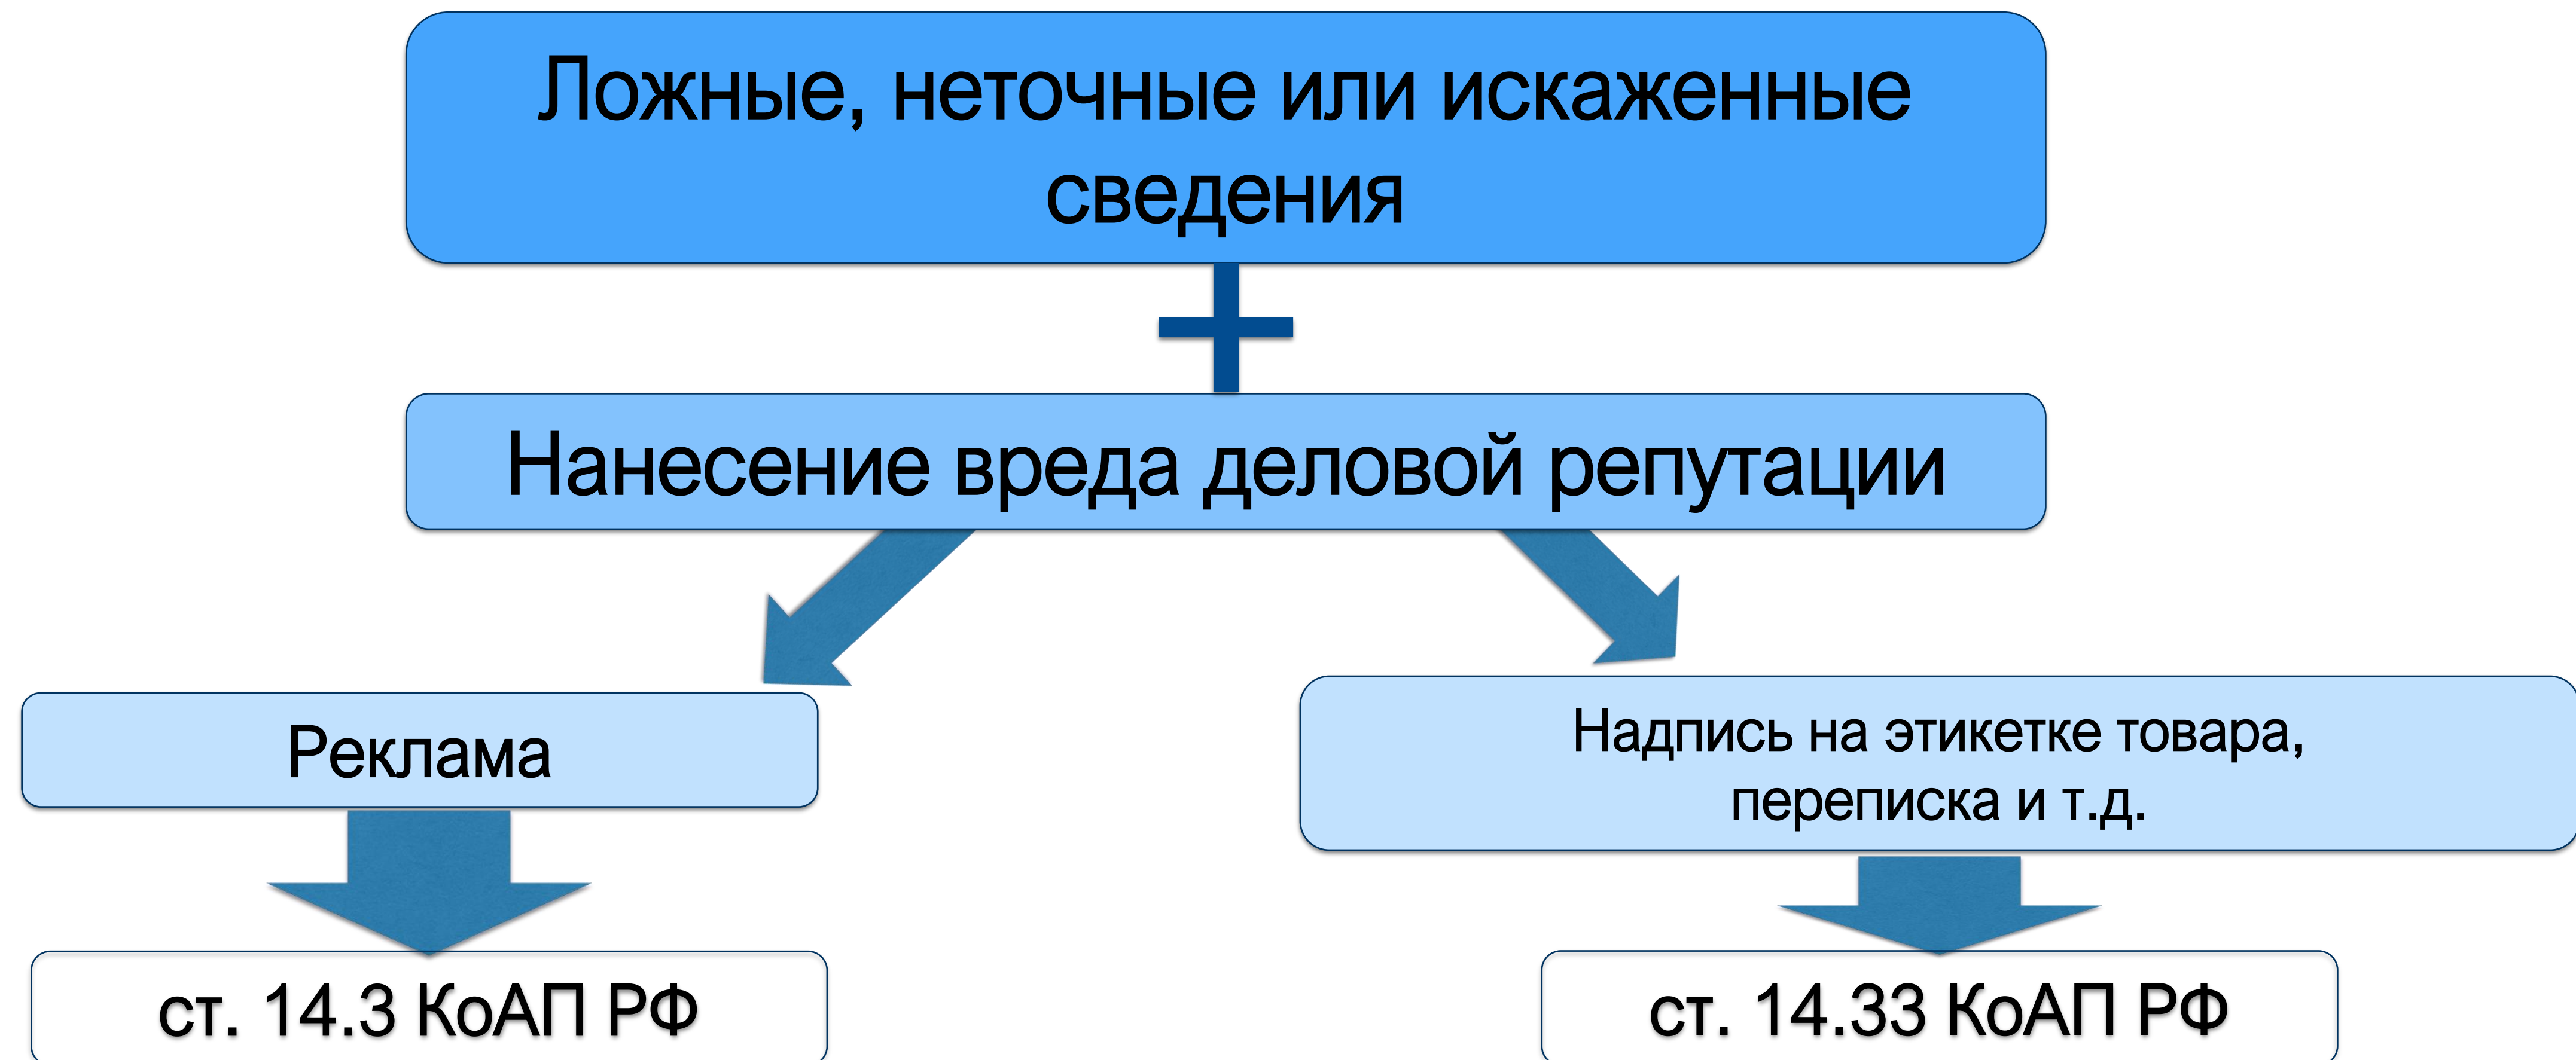 Ложные, неточные или искаженные
сведения
Нанесение вреда деловой репутации
Реклама
Надпись на этикетке товара,
переписка и т.д.
ст. 14.3 КоАП РФ
ст. 14.33 КоАП РФ